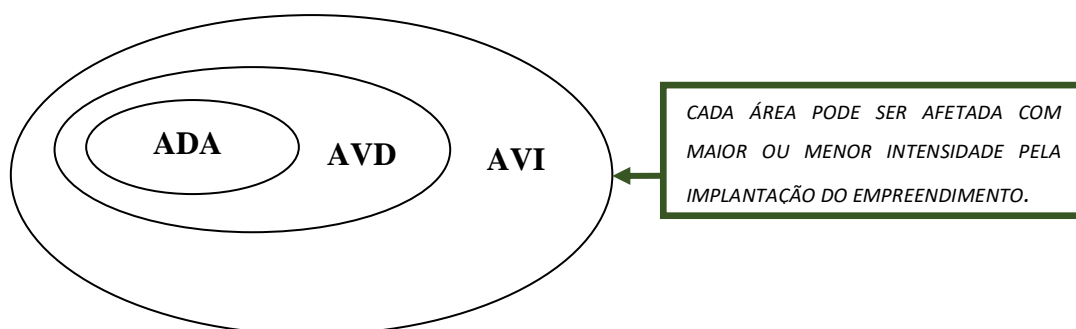 ADA
AVD
AVI
CADA ÁREA PODE SER AFETADA COM
MAIOR OU MENOR INTENSIDADE PELA
IMPLANTAÇÃO DO EMPREENDIMENTO.